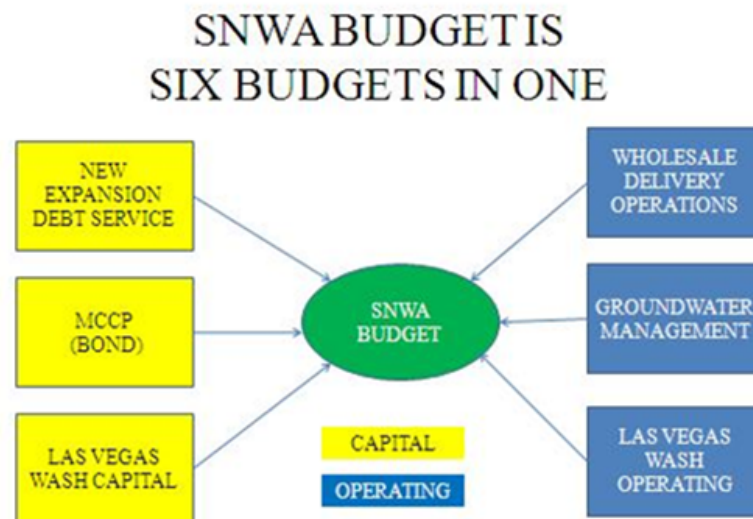 SNWA BUDGET IS
SIX BUDGETS IN ONE
NEW
EXPANSION
DEBT SERVICE
WHOLESALE
DELIVERY
OPERATIONS
MCCP
(BOND)
SNWA
BUDGET
GROUNDWATER
MANAGEMENT
LAS VEGAS
WASH CAPITAL
CAPITAL
OPERATING
LAS VEGAS
WASH
OPERATING